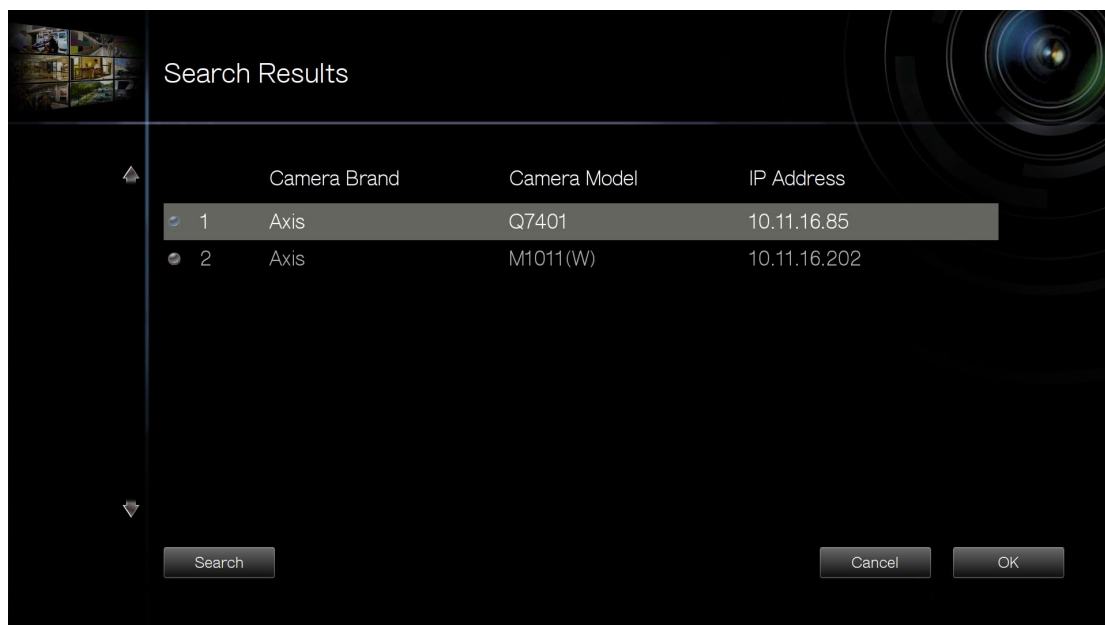 Search Results
Camera Brand Camera Model IP Address
1 Axis Q7401 10.11.16.85
2 Axis M1011(W) 10.11.16.202
Search Cancel OK